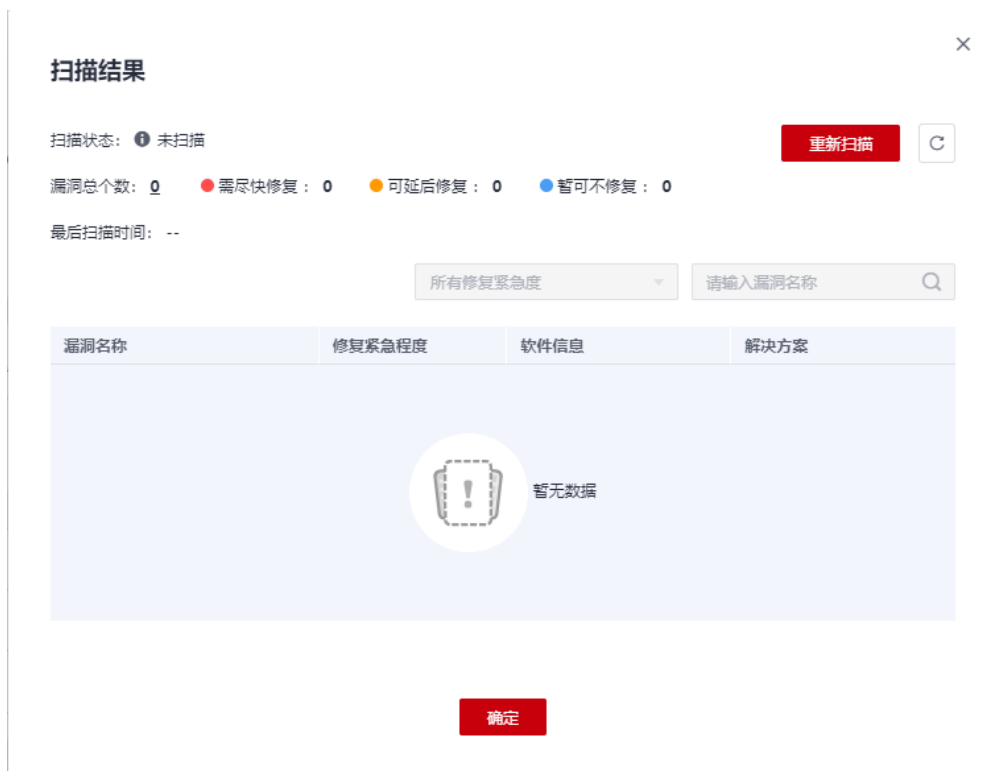 扫描结果
扫描状态： 未扫描
重新扫描
漏洞总个数： 0 需尽快修复： 0 可延后修复： 0 暂可不修复： 0
最后扫描时间： --
所有修复紧急度 请输入漏洞名称
漏洞名称 修复紧急程度 软件信息 解决方案
暂无数据
确定